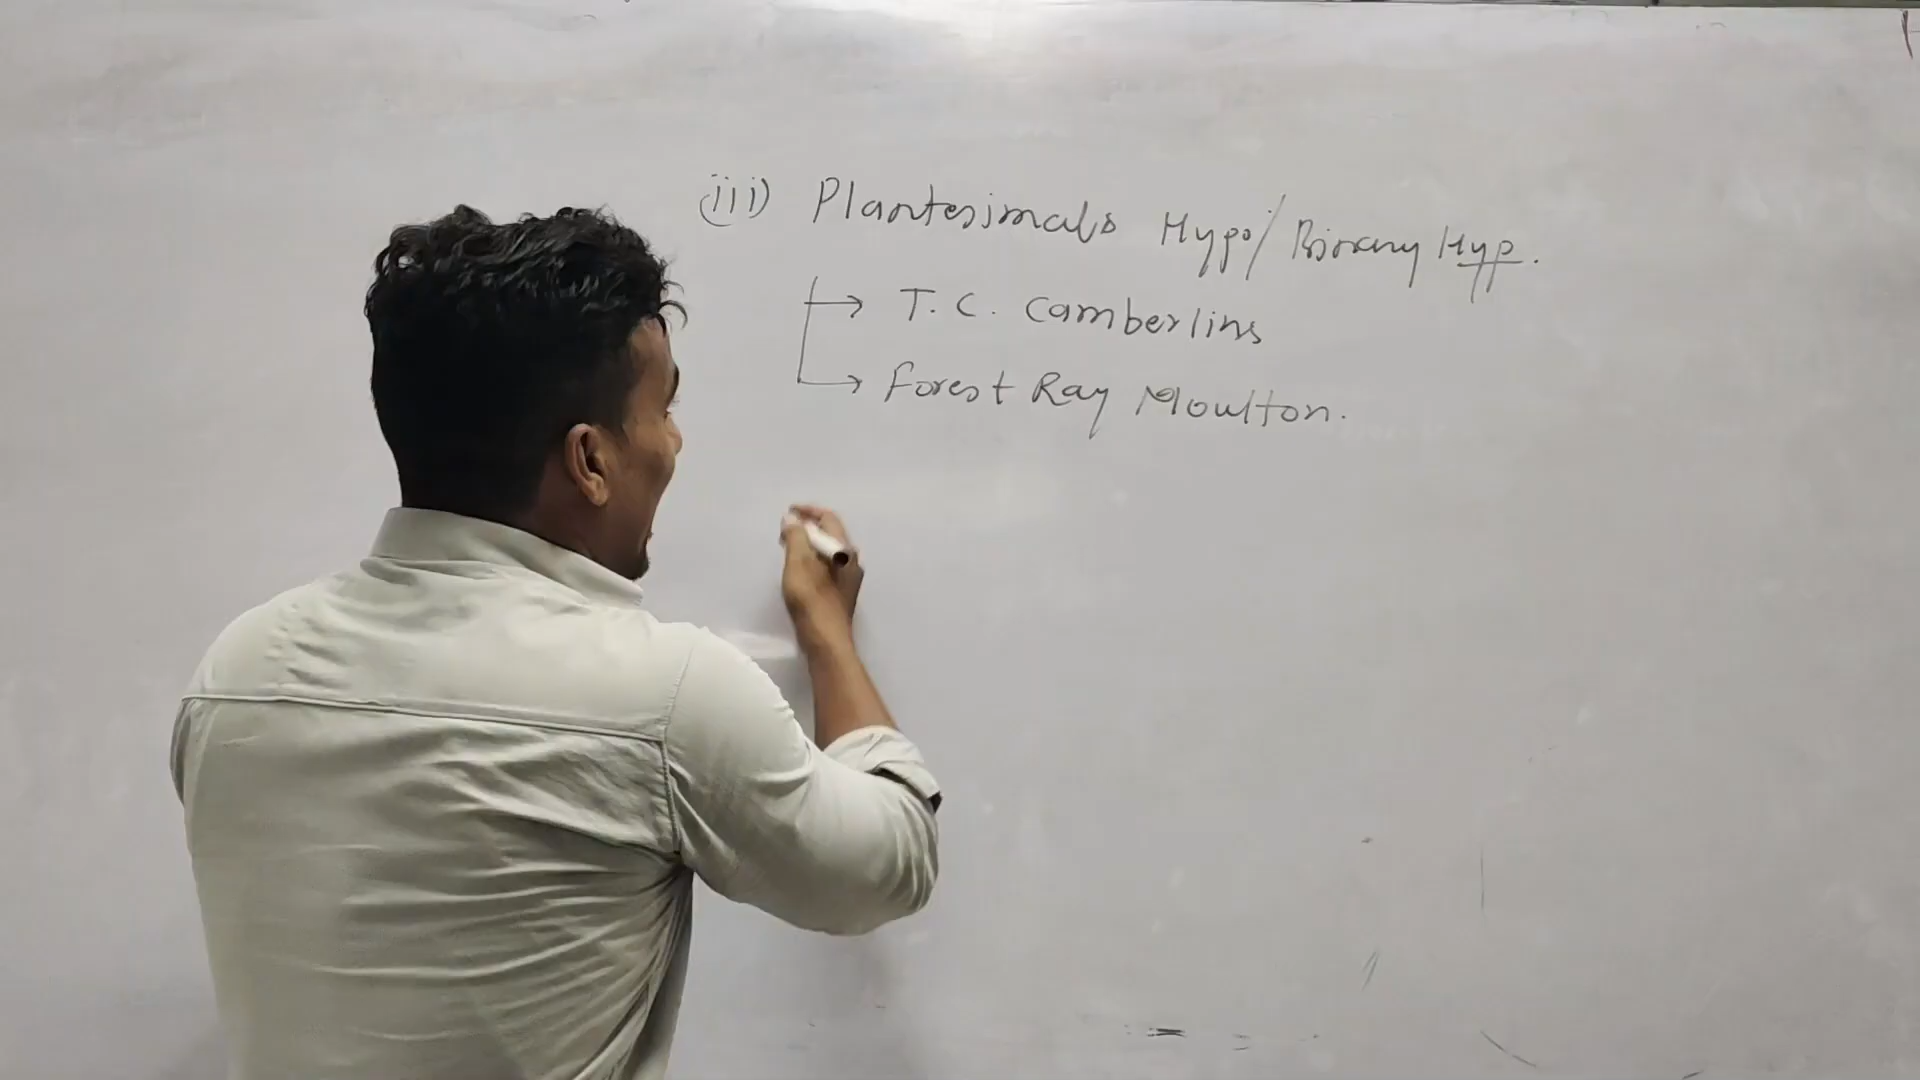 (iii) Plantesimals Hypo/Binary Hyp.
→ T.C. Camberlins
→ Forest Ray Moulton.